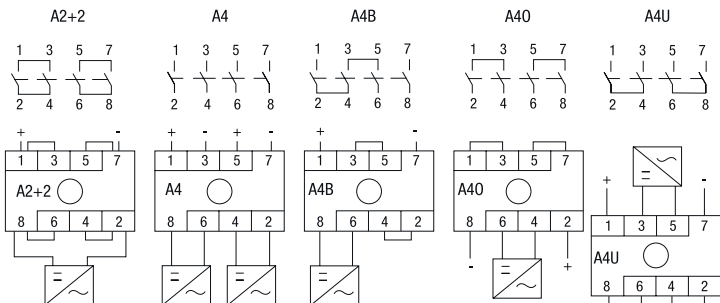 A2+2 A4 A4B A4O A4U
1 3 5 7 1 3 5 7 1 3 5 7 1 3 5 7 1 3 5 7
2 4 6 8 2 4 6 8 2 4 6 8 2 4 6 8 2 4 6 8
+ - + - + - + -
1 3 5 7 1 3 5 7 1 3 5 7 1 3 5 7
+ -
A2+2 A4 A4B A4O
8 6 4 2 8 6 4 2 8 6 4 2 8 6 4 2 1 3 5 7
A4U
- +
8 6 4 2